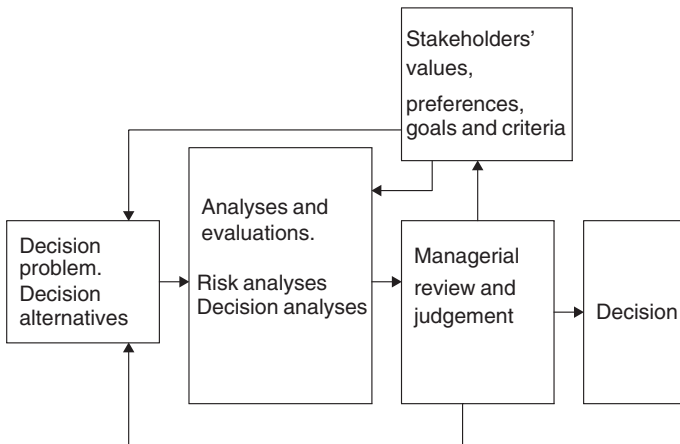 Stakeholders’
values,
preferences,
goals and criteria
Analyses and
evaluations.
Risk analyses
Decision analyses
Decision
problem.
Decision
alternatives
Managerial
review and
judgement
Decision